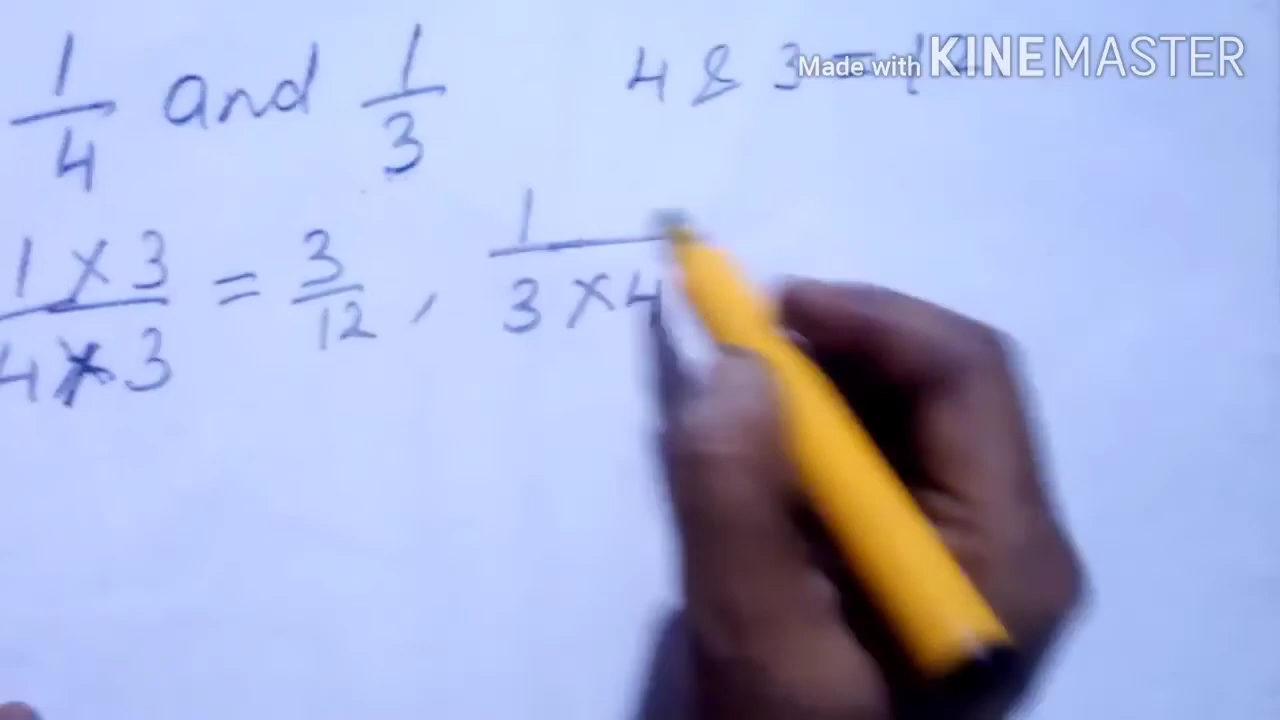 1/4 and 1/3 4 & 3 = 12
Made with KINEMASTER
1 × 3 / 4 × 3 = 3/12 , 1 / 3 × 4